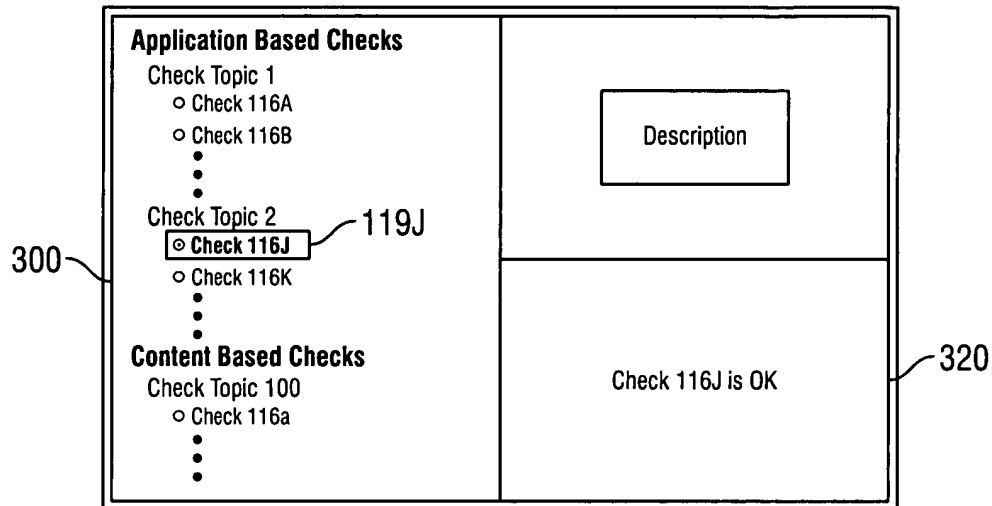 Application Based Checks
Check Topic 1
Check 116A
Check 116B
Check Topic 2
Check 116J
119J
Check 116K
300
Content Based Checks
Check Topic 100
Check 116a
Description
Check 116J is OK
320